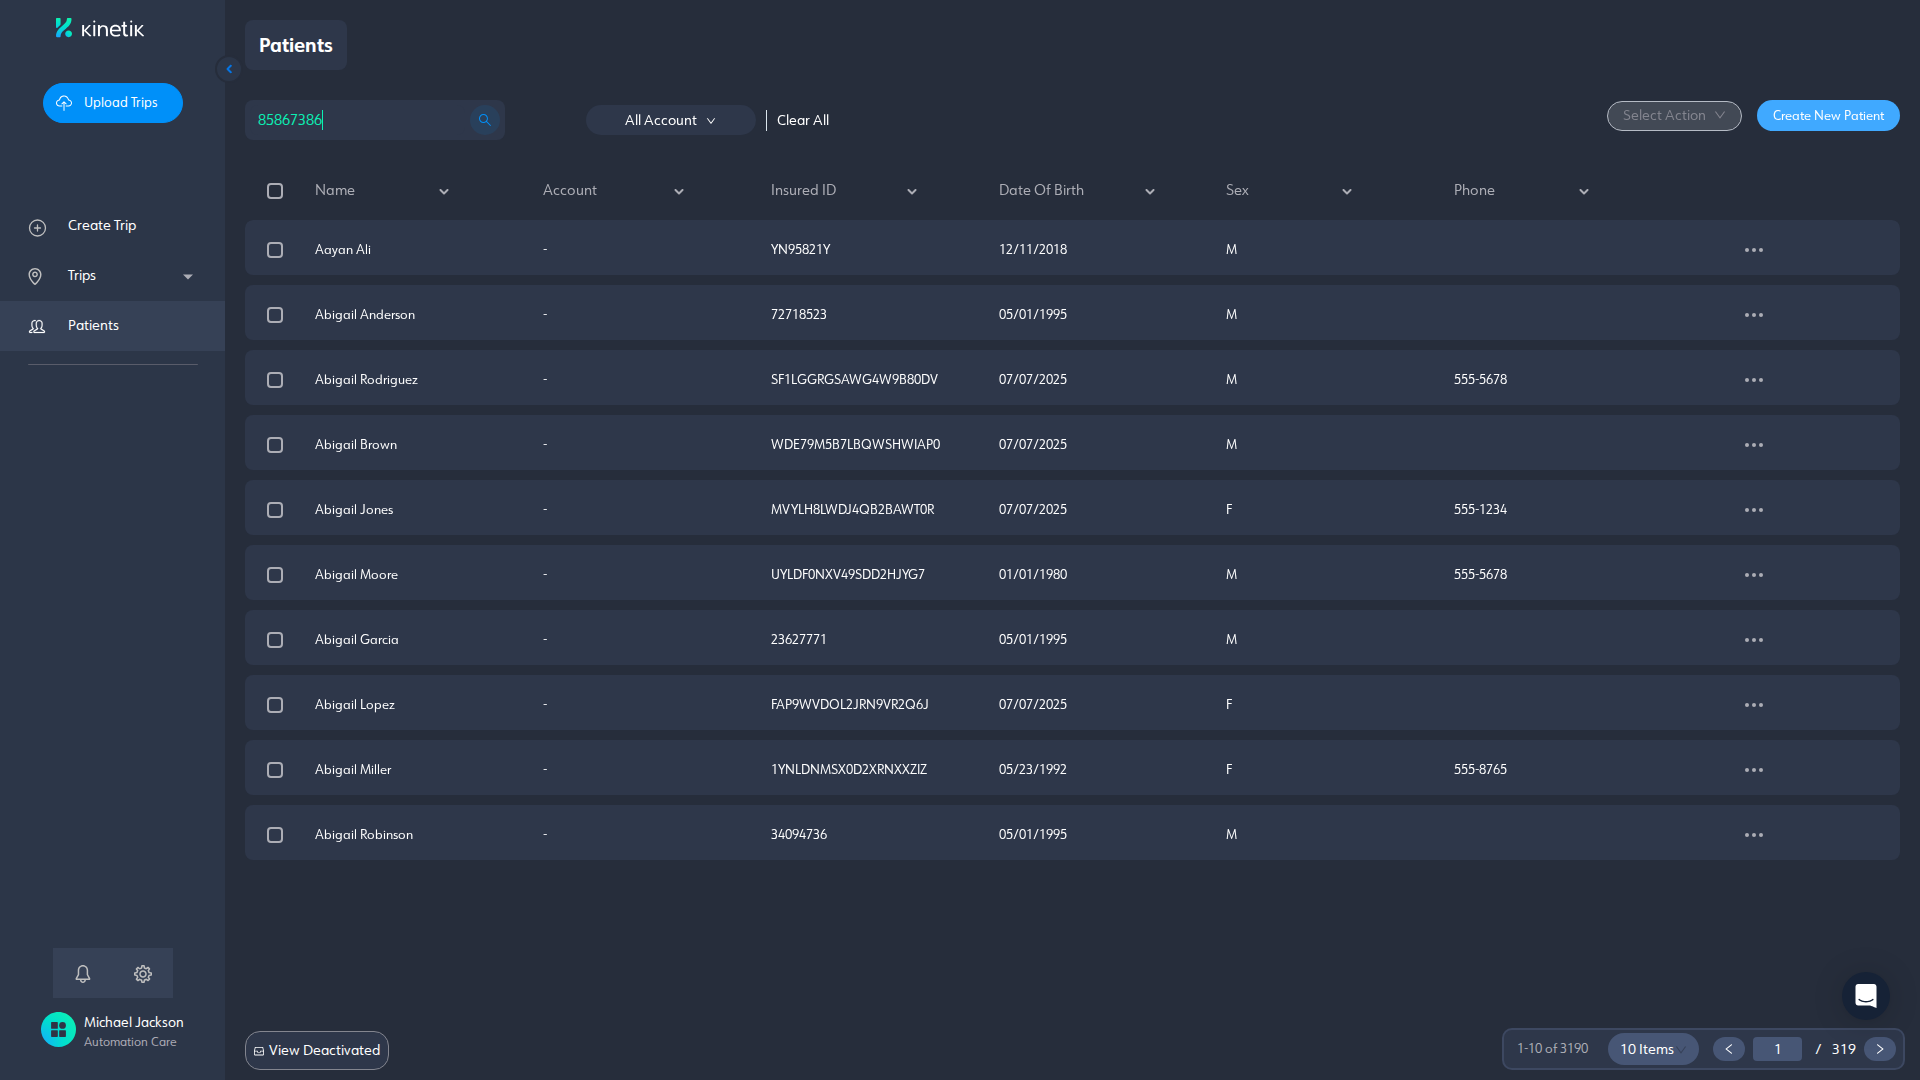 kinetik
Upload Trips
Create Trip
Trips
Patients
Michael Jackson
Automation Care
Patients
85867386
All Account
Clear All
Select Action
Create New Patient
Name Account Insured ID Date Of Birth Sex Phone
Aayan Ali - YN95821Y 12/11/2018 M
Abigail Anderson - 72718523 05/01/1995 M
Abigail Rodriguez - SF1LGGRGSAWG4W9B80DV 07/07/2025 M 555-5678
Abigail Brown - WDE79M5B7LBQWSHWIAP0 07/07/2025 M
Abigail Jones - MVYLH8LWDJ4QB2BAWT0R 07/07/2025 F 555-1234
Abigail Moore - UYLDF0NXV49SDD2HJYG7 01/01/1980 M 555-5678
Abigail Garcia - 23627771 05/01/1995 M
Abigail Lopez - FAP9WVDOL2JRN9VR2Q6J 07/07/2025 F
Abigail Miller - 1YNLDNMSX0D2XRNXXZIZ 05/23/1992 F 555-8765
Abigail Robinson - 34094736 05/01/1995 M
View Deactivated
1-10 of 3190
10 Items
1 / 319